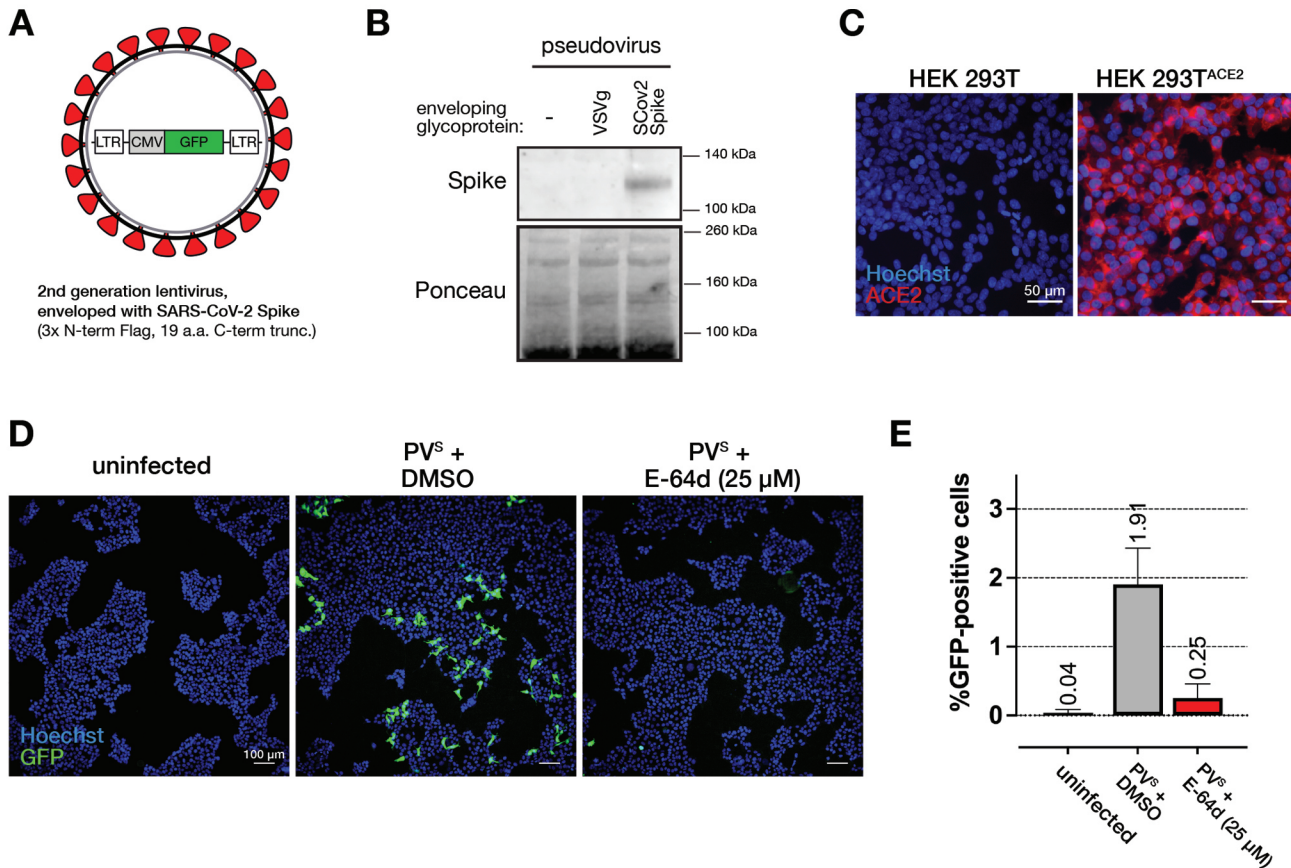 A
LTR
CMV
GFP
LTR
2nd generation lentivirus,
enveloped with SARS-CoV-2 Spike
(3x N-term Flag, 19 a.a. C-term trunc.)
B
pseudovirus
enveloping
glycoprotein:
-
VSVg
SCov2
Spike
Spike
140 kDa
100 kDa
Ponceau
260 kDa
160 kDa
100 kDa
C
HEK 293T
HEK 293TACE2
Hoechst
ACE2
50 µm
D
uninfected
PVS +
DMSO
PVS +
E-64d (25 µM)
Hoechst
GFP
100 µm
E
%GFP-positive cells
3
2
1
0
0.04
1.91
0.25
uninfected
PVS +
DMSO
PVS +
E-64d (25 µM)